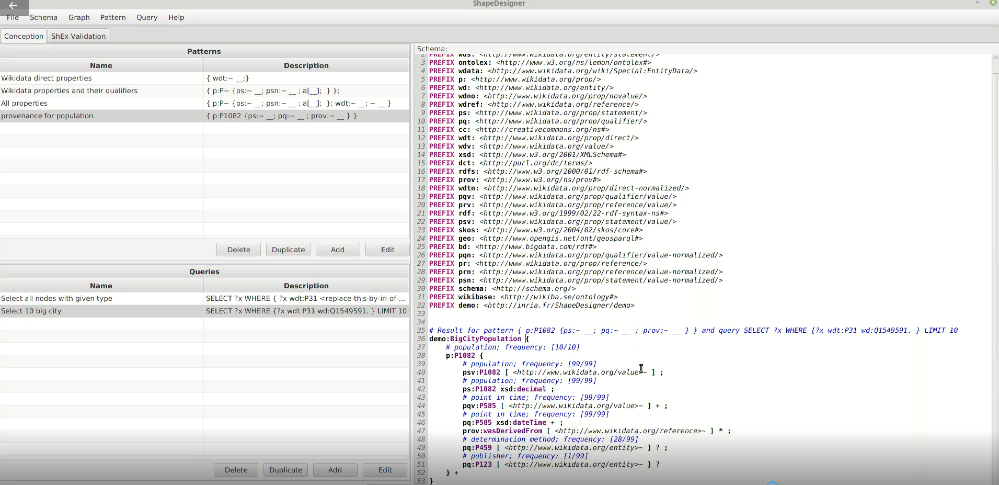 ShapeDesigner
File Schema Graph Pattern Query Help
Conception ShEx Validation
Patterns
Name Description
Wikidata direct properties { wdt:~ __;}
Wikidata properties and their qualifiers { p:P~ {ps:~ __; psn:~ __ ; a[__];  } };
All properties { p:P~ {ps:~ __; psn:~ __ ; a[__];  }; wdt:~ __; ~ __ }
provenance for population { p:P1082 {ps:~ __; pq:~ __ ; prov:~ __ } }
Delete Duplicate Add Edit
Queries
Name Description
Select all nodes with given type SELECT ?x WHERE { ?x wdt:P31 <replace-this-by-iri-of-...
Select 10 big city SELECT ?x WHERE {?x wdt:P31 wd:Q1549591. } LIMIT 10
Delete Duplicate Add Edit
Schema:
2 PREFIX wds: <http://www.wikidata.org/entity/statement/>
3 PREFIX ontolex: <http://www.w3.org/ns/lemon/ontolex#>
4 PREFIX wdata: <http://www.wikidata.org/wiki/Special:EntityData/>
5 PREFIX p: <http://www.wikidata.org/prop/>
6 PREFIX wd: <http://www.wikidata.org/entity/>
7 PREFIX wdno: <http://www.wikidata.org/prop/novalue/>
8 PREFIX wdref: <http://www.wikidata.org/reference/>
9 PREFIX ps: <http://www.wikidata.org/prop/statement/>
10 PREFIX pq: <http://www.wikidata.org/prop/qualifier/>
11 PREFIX cc: <http://creativecommons.org/ns#>
12 PREFIX wdt: <http://www.wikidata.org/prop/direct/>
13 PREFIX wdv: <http://www.wikidata.org/value/>
14 PREFIX xsd: <http://www.w3.org/2001/XMLSchema#>
15 PREFIX dct: <http://purl.org/dc/terms/>
16 PREFIX rdfs: <http://www.w3.org/2000/01/rdf-schema#>
17 PREFIX prov: <http://www.w3.org/ns/prov#>
18 PREFIX wdtn: <http://www.wikidata.org/prop/direct-normalized/>
19 PREFIX pqv: <http://www.wikidata.org/prop/qualifier/value/>
20 PREFIX prv: <http://www.wikidata.org/prop/reference/value/>
21 PREFIX rdf: <http://www.w3.org/1999/02/22-rdf-syntax-ns#>
22 PREFIX psv: <http://www.wikidata.org/prop/statement/value/>
23 PREFIX skos: <http://www.w3.org/2004/02/skos/core#>
24 PREFIX geo: <http://www.opengis.net/ont/geosparql#>
25 PREFIX bd: <http://www.bigdata.com/rdf#>
26 PREFIX pqn: <http://www.wikidata.org/prop/qualifier/value-normalized/>
27 PREFIX pr: <http://www.wikidata.org/prop/reference/>
28 PREFIX prn: <http://www.wikidata.org/prop/reference/value-normalized/>
29 PREFIX psn: <http://www.wikidata.org/prop/statement/value-normalized/>
30 PREFIX schema: <http://schema.org/>
31 PREFIX wikibase: <http://wikiba.se/ontology#>
32 PREFIX demo: <http://inria.fr/ShapeDesigner/demo>
33
34
35 # Result for pattern { p:P1082 {ps:~ __; pq:~ __ ; prov:~ __ } } and query SELECT ?x WHERE {?x wdt:P31 wd:Q1549591. } LIMIT 10
36 demo:BigCityPopulation {
37 # population; frequency: [10/10]
38 p:P1082 {
39 # population; frequency: [99/99]
40 psv:P1082 [ <http://www.wikidata.org/value>~ ] ;
41 # population; frequency: [99/99]
42 ps:P1082 xsd:decimal ;
43 # point in time; frequency: [99/99]
44 pqv:P585 [ <http://www.wikidata.org/value>~ ] + ;
45 # point in time; frequency: [99/99]
46 pq:P585 xsd:dateTime + ;
47 prov:wasDerivedFrom [ <http://www.wikidata.org/reference>~ ] * ;
48 # determination method; frequency: [28/99]
49 pq:P459 [ <http://www.wikidata.org/entity>~ ] ? ;
50 # publisher; frequency: [1/99]
51 pq:P123 [ <http://www.wikidata.org/entity>~ ] ?
52 } +
53 }